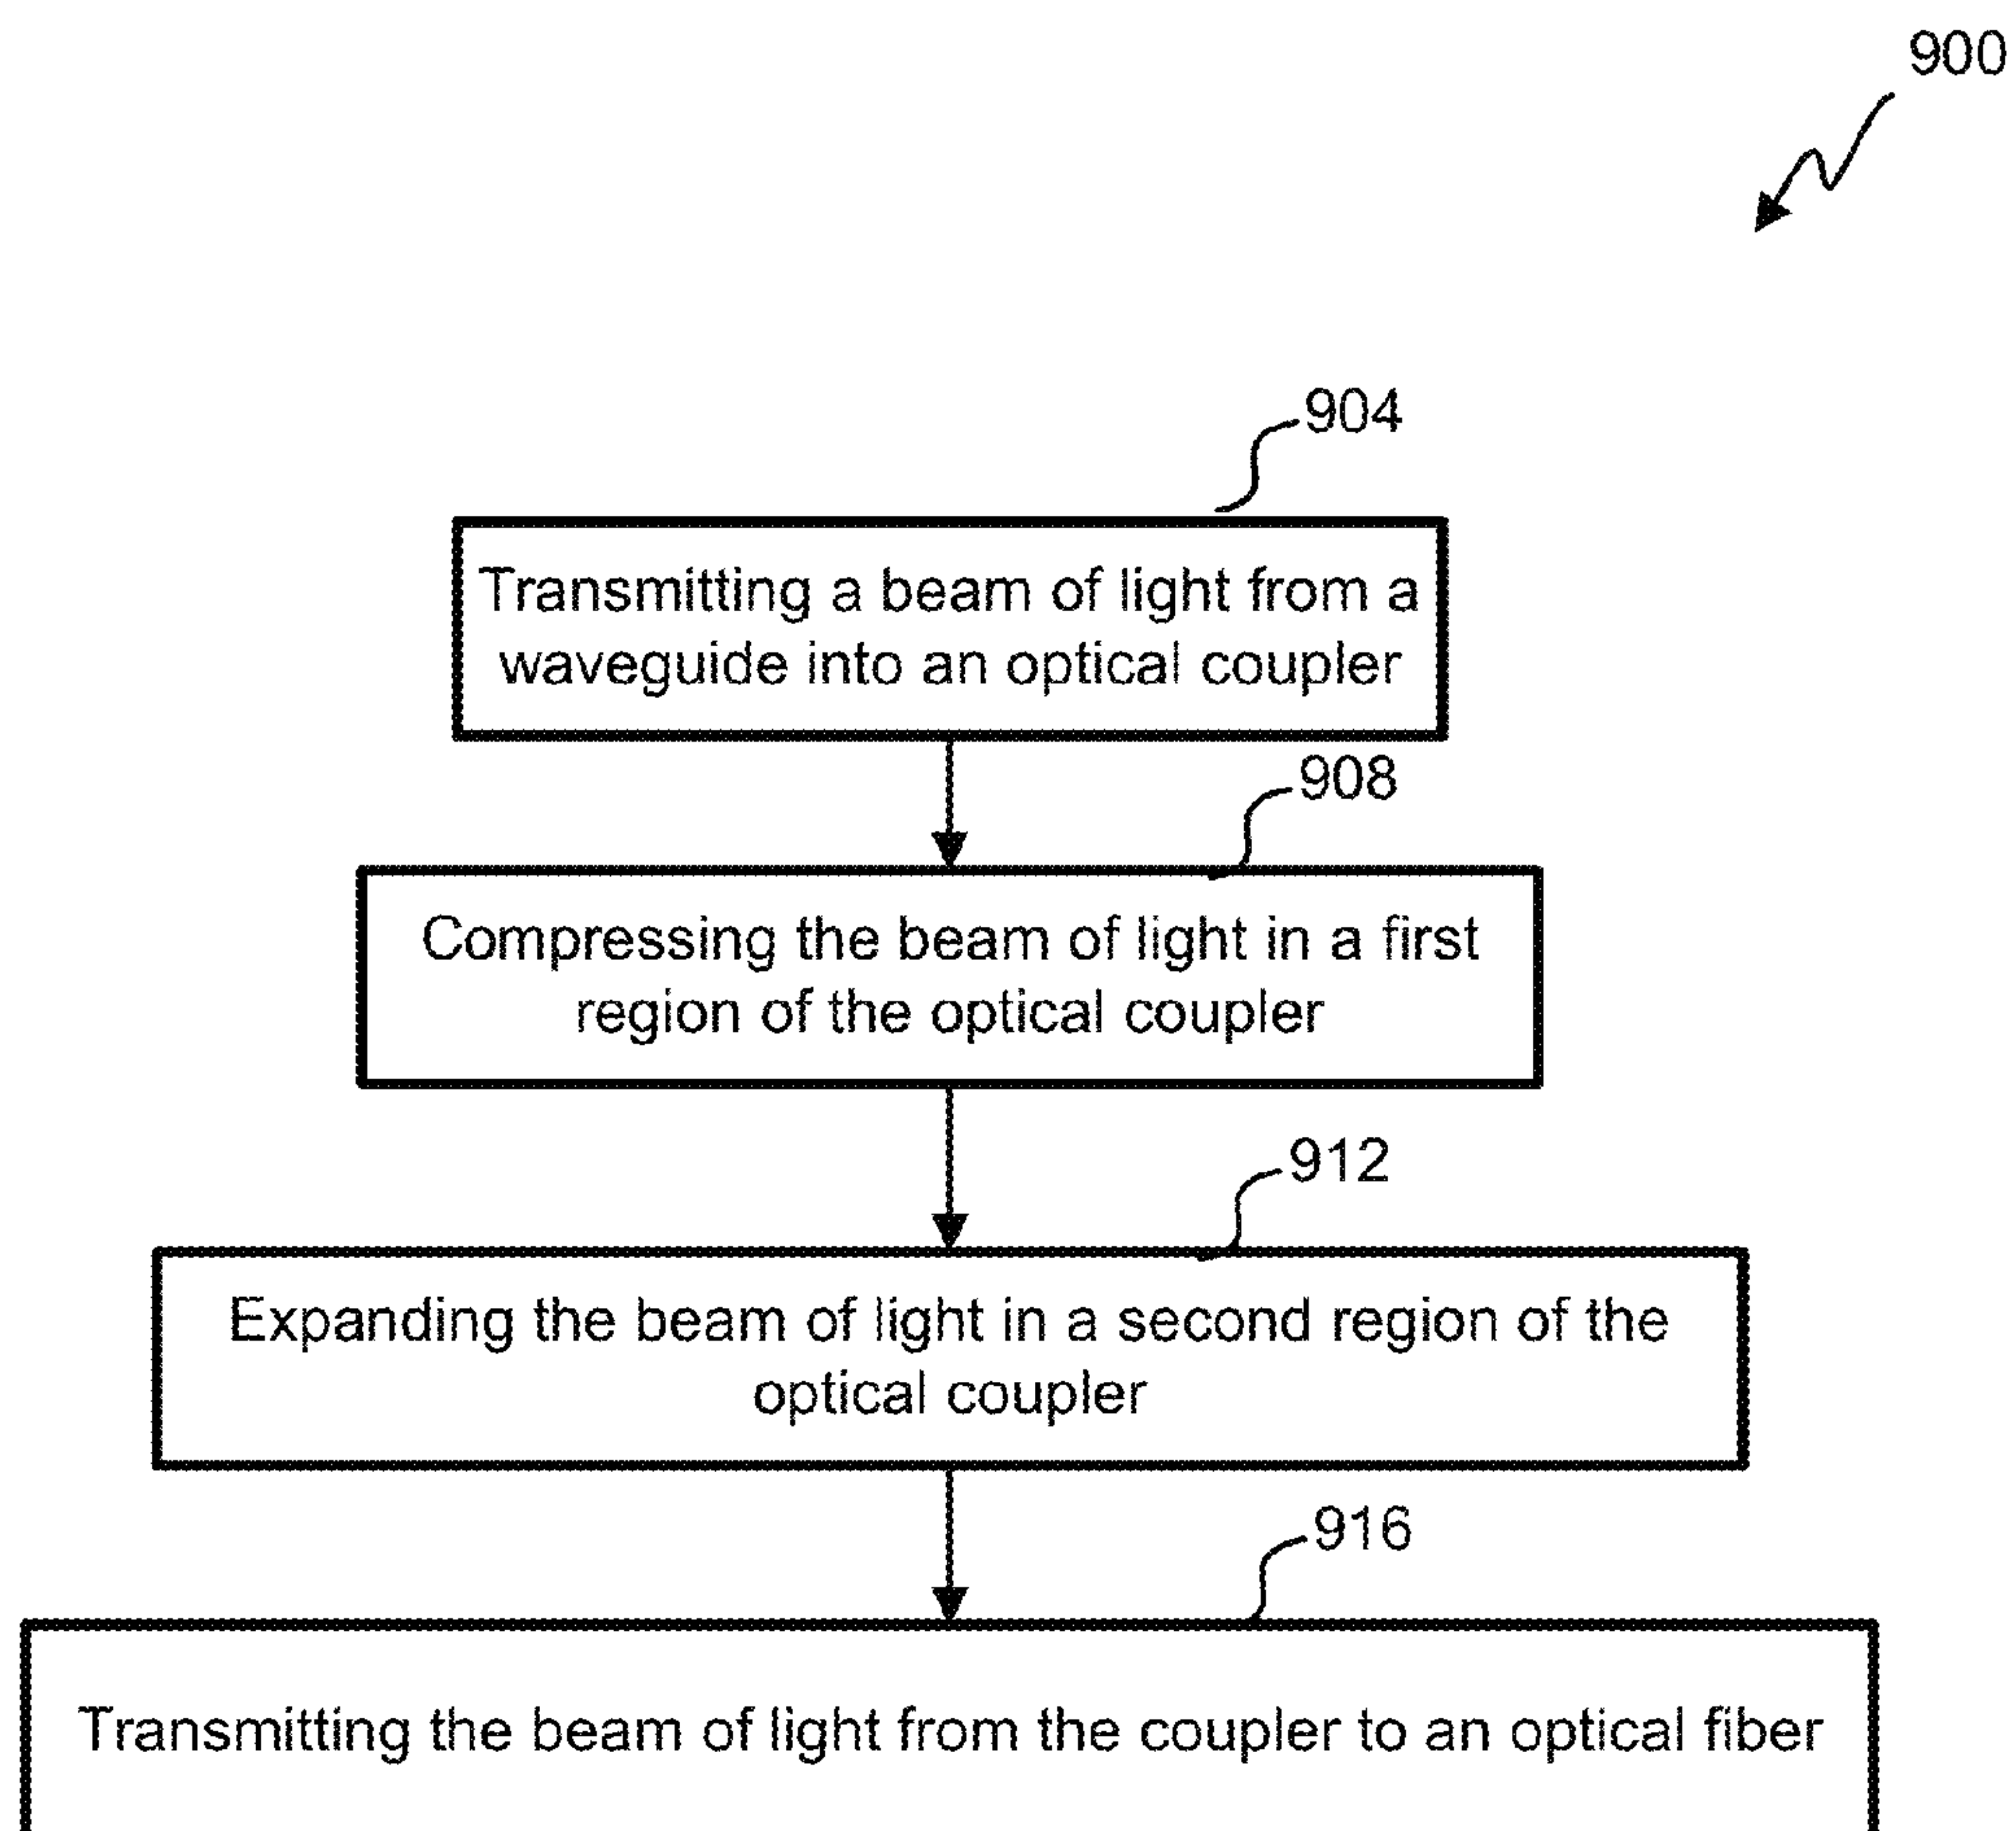 900
904
Transmitting a beam of light from a
waveguide into an optical coupler
908
Compressing the beam of light in a first
region of the optical coupler
912
Expanding the beam of light in a second region of the
optical coupler
916
Transmitting the beam of light from the coupler to an optical fiber